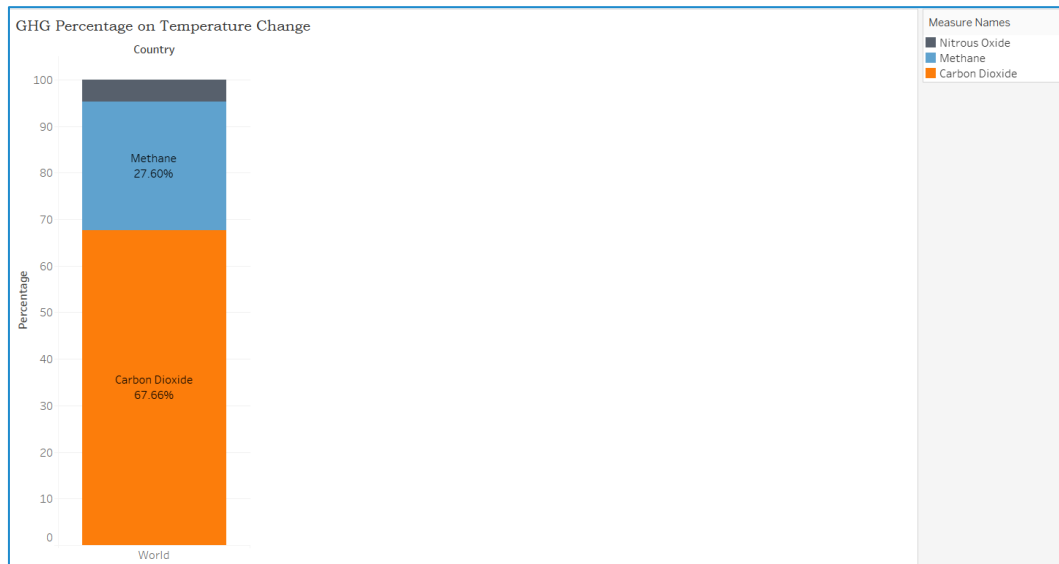 GHG Percentage on Temperature Change
Country
100
90
80
70
60
50
40
30
20
10
0
Percentage
Methane
27.60%
Carbon Dioxide
67.66%
World
Measure Names
Nitrous Oxide
Methane
Carbon Dioxide